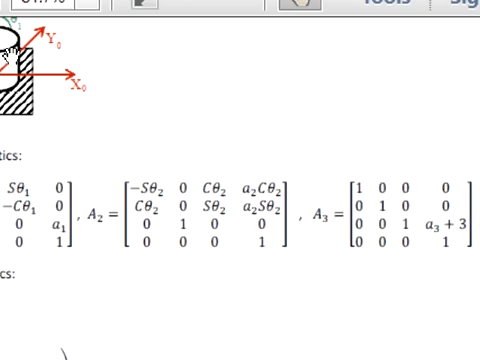 Y₀
X₀
tics:
Sθ₁ 0
−Cθ₁ 0
0 a₁
0 1
, A₂ =
−Sθ₂ 0 Cθ₂ a₂Cθ₂
Cθ₂ 0 Sθ₂ a₂Sθ₂
0 1 0 0
0 0 0 1
, A₃ =
1 0 0 0
0 1 0 0
0 0 1 a₃ + 3
0 0 0 1
cs: